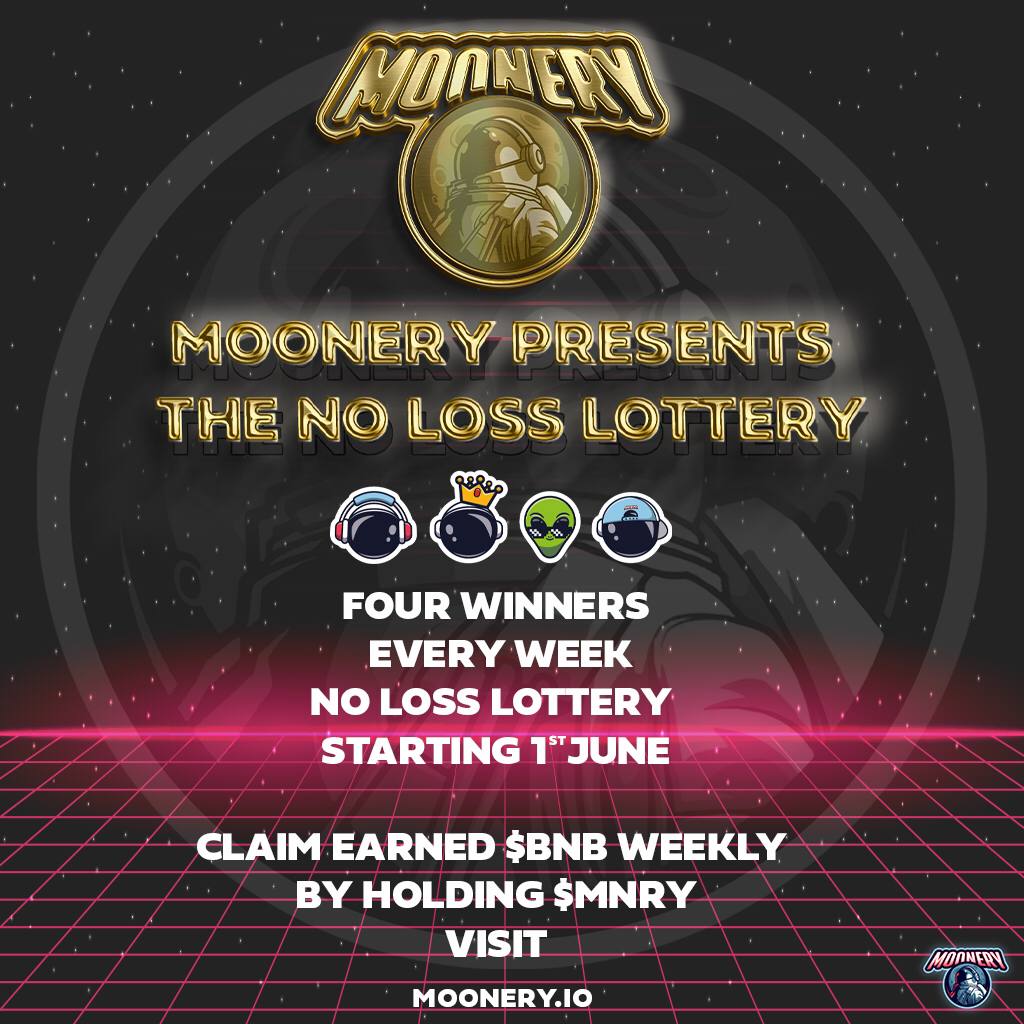 MOONERY
MOONERY PRESENTS
THE NO LOSS LOTTERY
FOUR WINNERS
EVERY WEEK
NO LOSS LOTTERY
STARTING 1ST JUNE
CLAIM EARNED $BNB WEEKLY
BY HOLDING $MNRY
VISIT
MOONERY.IO
MOONERY